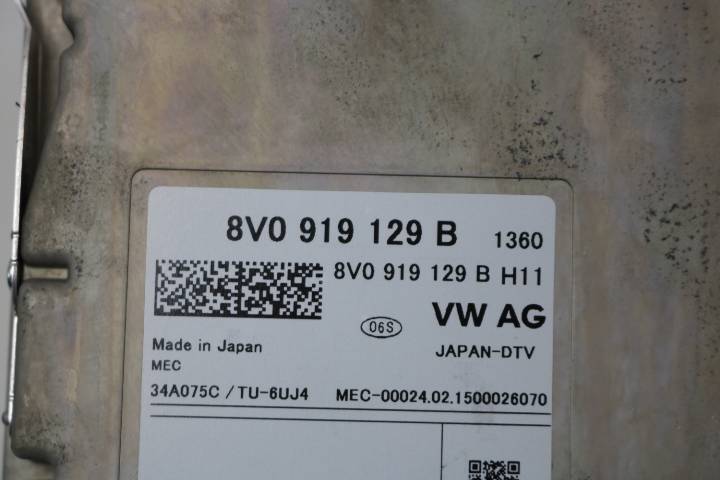 8V0 919 129 B 1360
8V0 919 129 B H11
06S
VW AG
Made in Japan
JAPAN-DTV
MEC
34A075C / TU-6UJ4 MEC-00024.02.1500026070